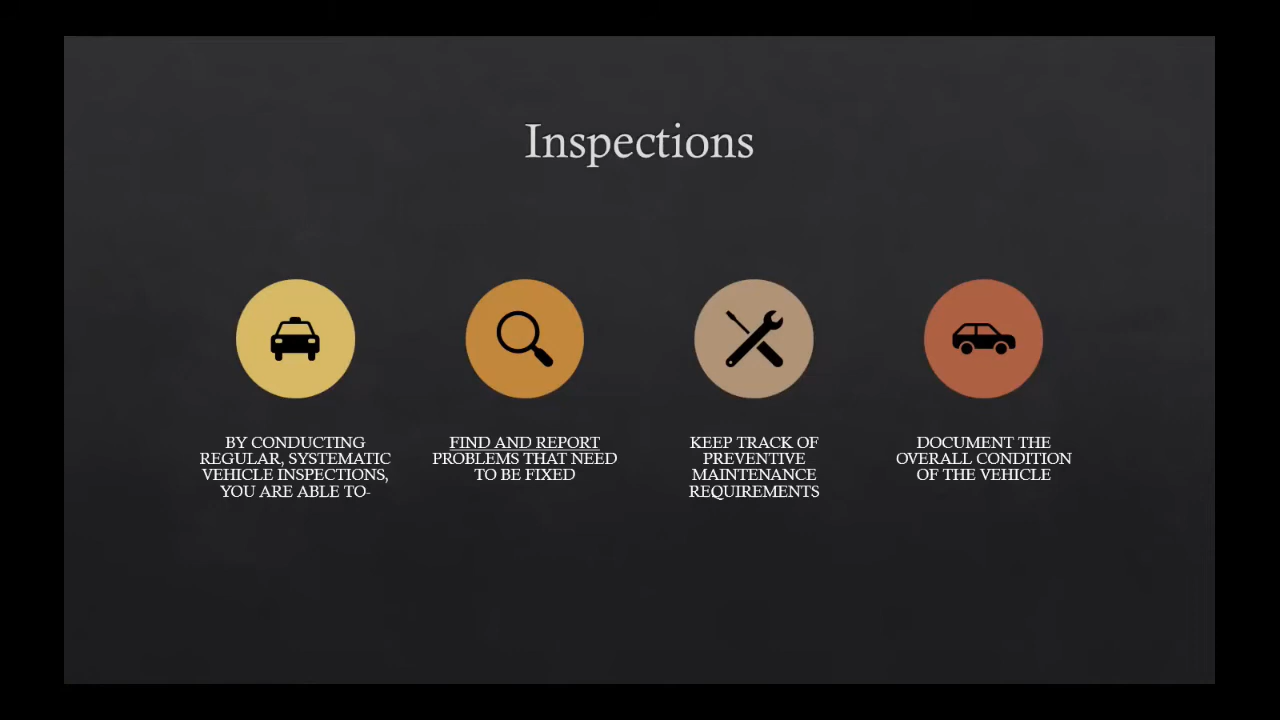 Inspections
BY CONDUCTING
REGULAR, SYSTEMATIC
VEHICLE INSPECTIONS,
YOU ARE ABLE TO-
FIND AND REPORT
PROBLEMS THAT NEED
TO BE FIXED
KEEP TRACK OF
PREVENTIVE
MAINTENANCE
REQUIREMENTS
DOCUMENT THE
OVERALL CONDITION
OF THE VEHICLE